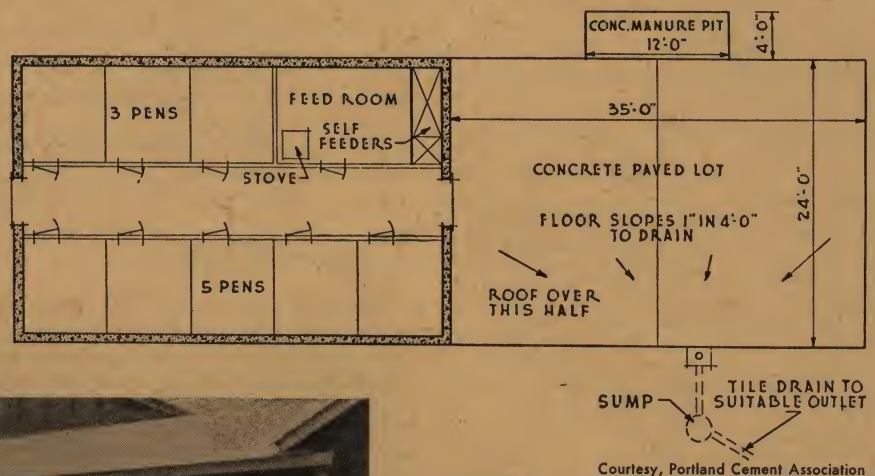 CONC. MANURE PIT
12'-0"
4'-0"
3 PENS
FEED ROOM
SELF
FEEDERS
STOVE
35'-0"
CONCRETE PAVED LOT
24'-0"
FLOOR SLOPES 1" IN 4'-0"
TO DRAIN
ROOF OVER
THIS HALF
5 PENS
SUMP
TILE DRAIN TO
SUITABLE OUTLET
Courtesy, Portland Cement Association